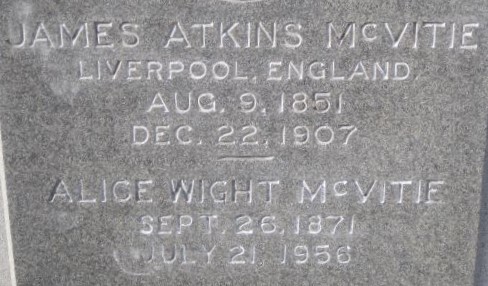 JAMES ATKINS McVITIE
LIVERPOOL, ENGLAND
AUG. 9, 1851
DEC. 22, 1907
ALICE WIGHT McVITIE
SEPT. 26, 1871
JULY 21, 1956